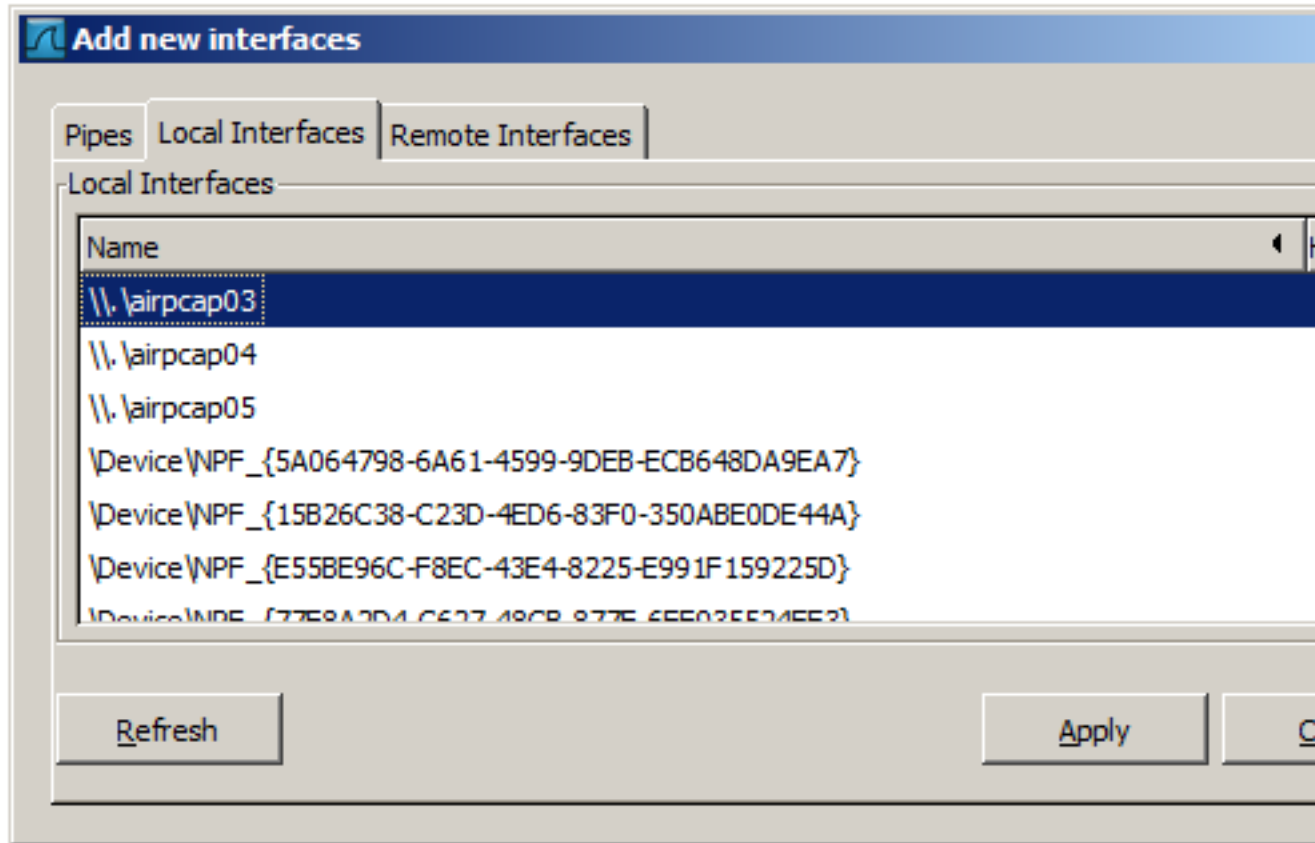 Add new interfaces
Pipes Local Interfaces Remote Interfaces
Local Interfaces
Name
\\.\airpcap03
\\.\airpcap04
\\.\airpcap05
\Device\NPF_{5A064798-6A61-4599-9DEB-ECB648DA9EA7}
\Device\NPF_{15B26C38-C23D-4ED6-83F0-350ABE0DE44A}
\Device\NPF_{E55BE96C-F8EC-43E4-8225-E991F159225D}
Refresh Apply